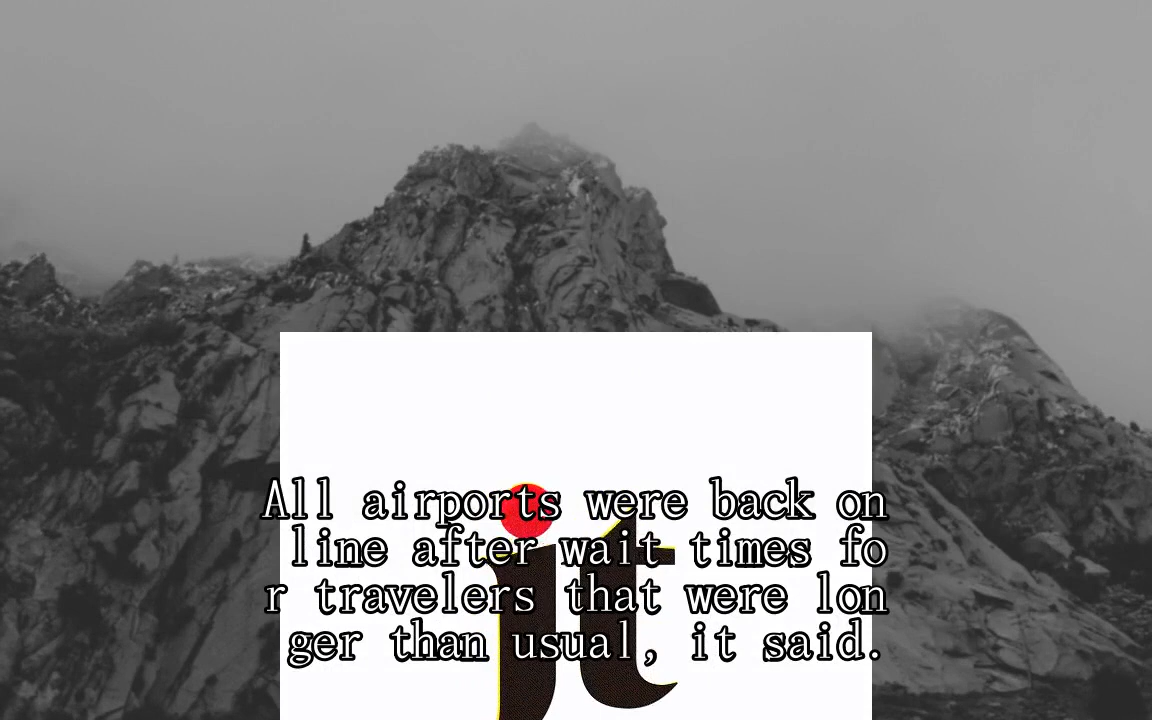 All airports were back on
line after wait times fo
r travelers that were lon
ger than usual, it said.
jt